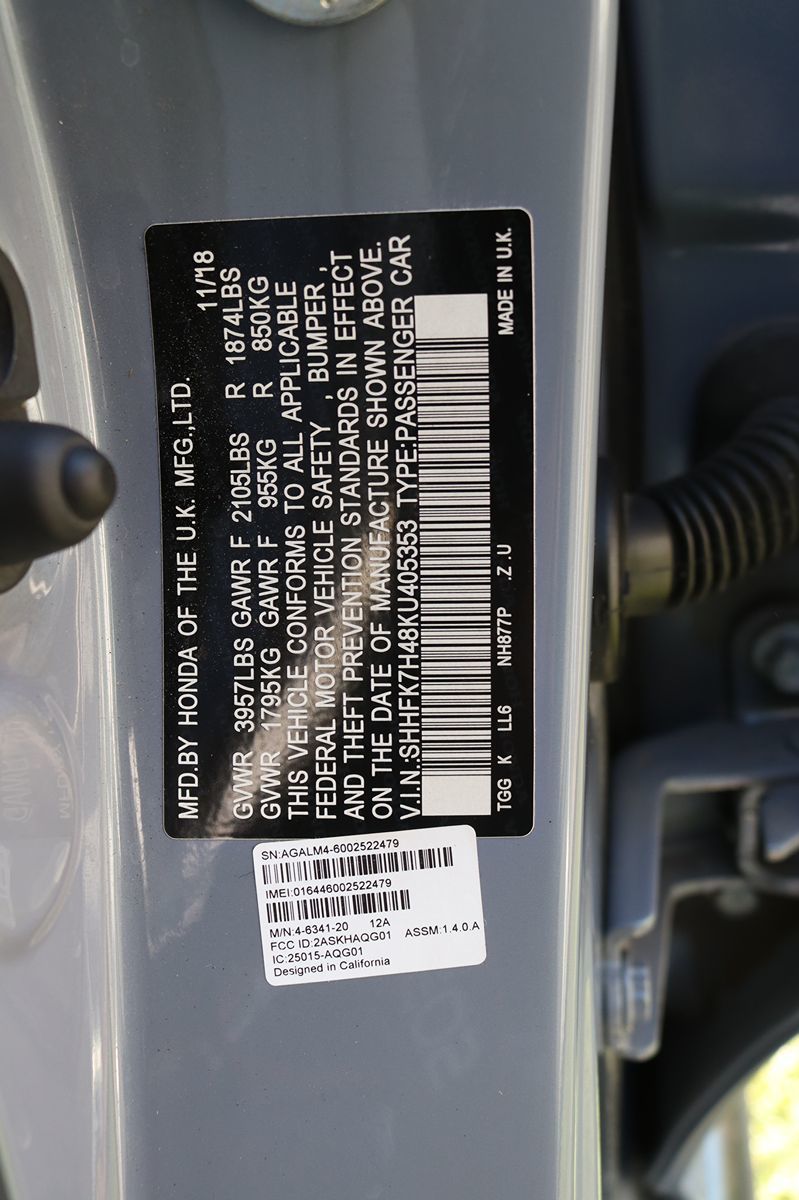 MFD.BY HONDA OF THE U.K. MFG.,LTD. 11/18
GVWR 3957LBS GAWR F 2105LBS R 1874LBS
GVWR 1795KG GAWR F 955KG R 850KG
THIS VEHICLE CONFORMS TO ALL APPLICABLE
FEDERAL MOTOR VEHICLE SAFETY , BUMPER ,
AND THEFT PREVENTION STANDARDS IN EFFECT
ON THE DATE OF MANUFACTURE SHOWN ABOVE.
V.I.N.:SHHFK7H48KU405353 TYPE:PASSENGER CAR
TGG K LL6 NH877P .Z .U MADE IN U.K.
SN:AGALM4-6002522479
IMEI:016446002522479
M/N:4-6341-20 12A
FCC ID:2ASKHAQG01 ASSM:1.4.0.A
IC:25015-AQG01
Designed in California